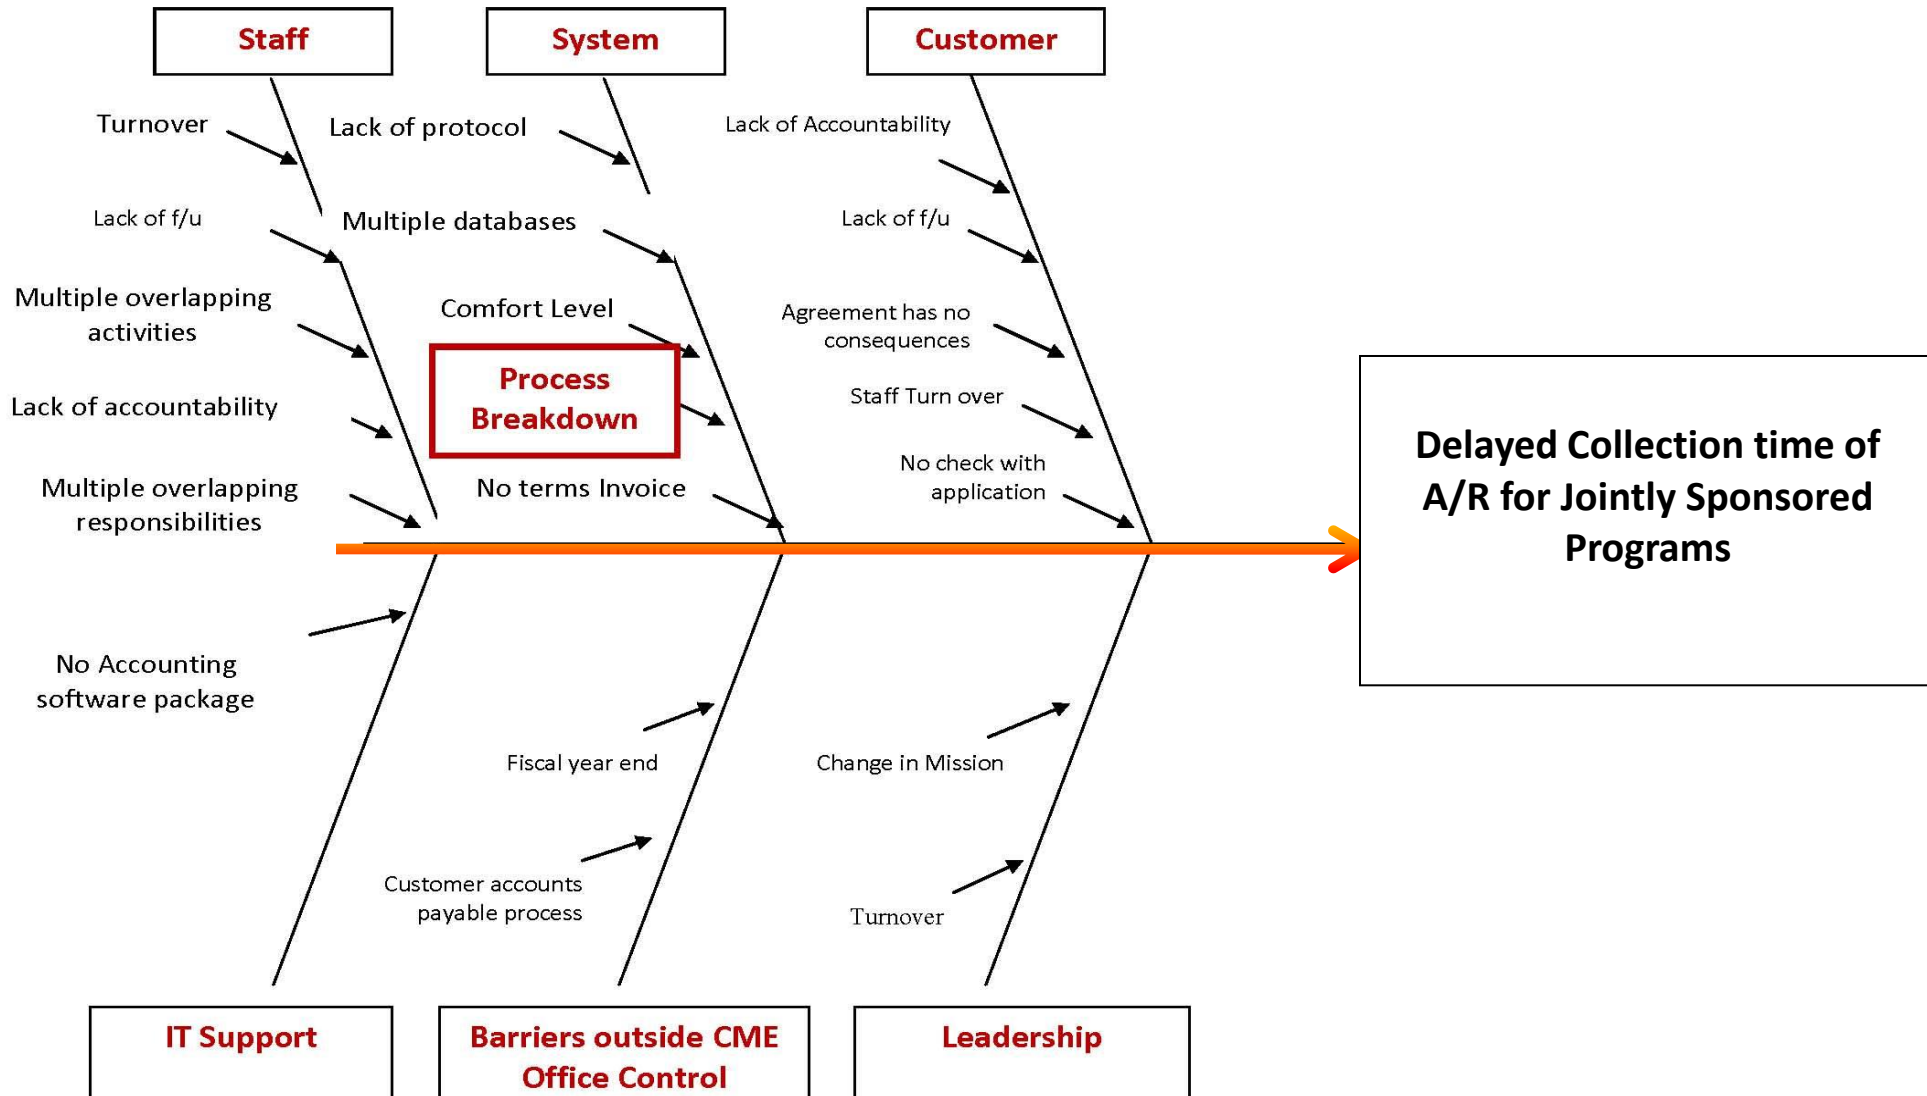 Staff
System
Customer
Turnover
Lack of protocol
Lack of Accountability
Lack of f/u
Multiple databases
Lack of f/u
Multiple overlapping
activities
Comfort Level
Agreement has no
consequences
Process
Breakdown
Lack of accountability
Staff Turn over
Multiple overlapping
responsibilities
No terms Invoice
No check with
application
Delayed Collection time of
A/R for Jointly Sponsored
Programs
No Accounting
software package
Fiscal year end
Change in Mission
Customer accounts
payable process
Turnover
IT Support
Barriers outside CME
Office Control
Leadership